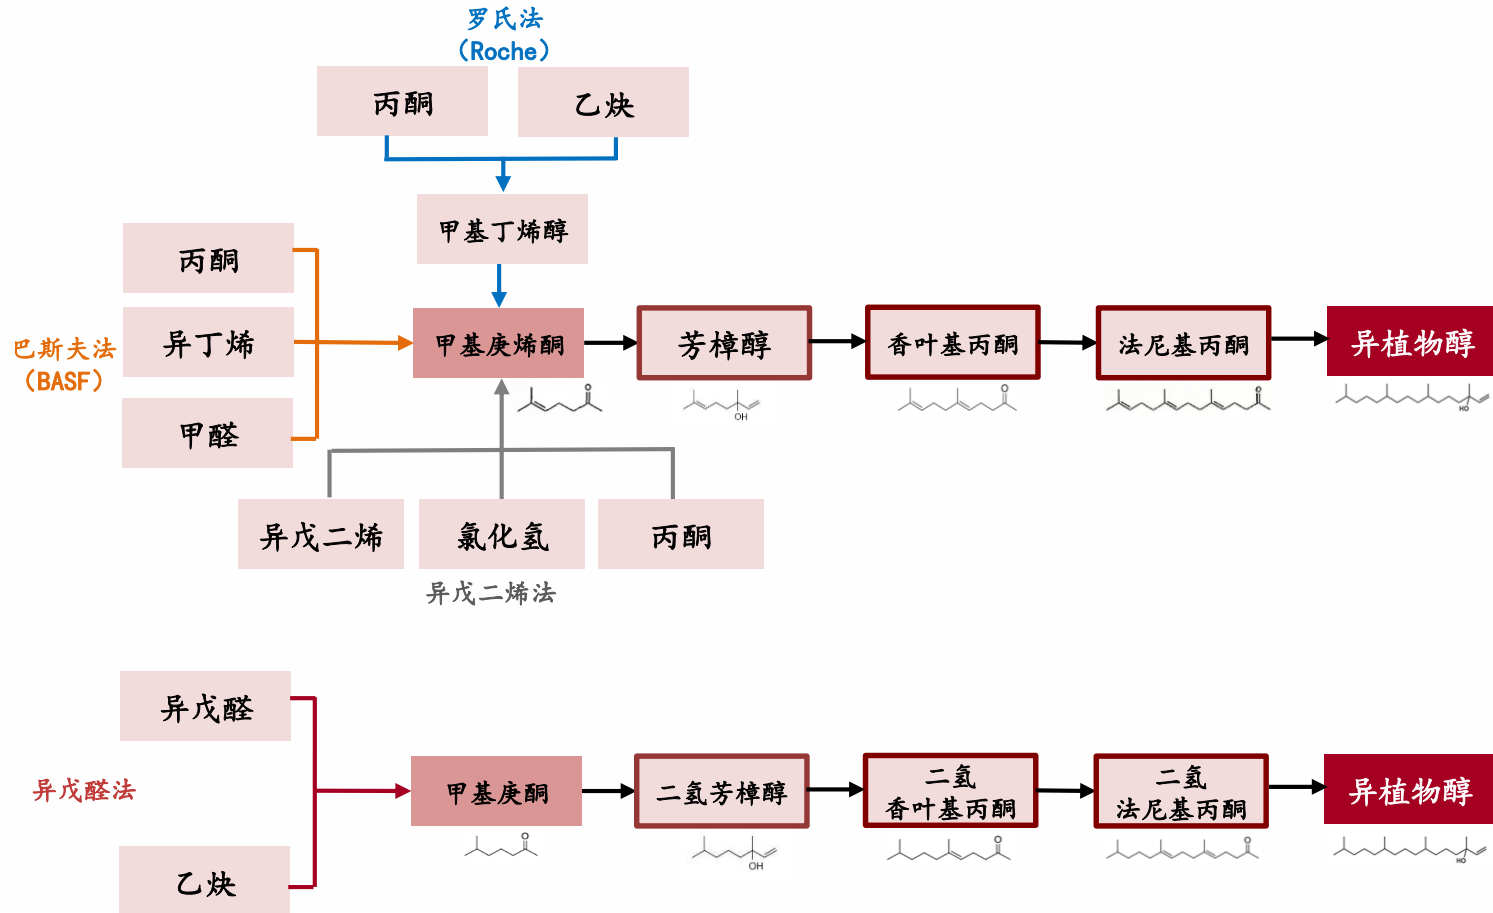 罗氏法
（Roche）
丙酮
乙炔
甲基丁烯醇
丙酮
异丁烯
甲醛
巴斯夫法
（BASF）
甲基庚烯酮
芳樟醇
香叶基丙酮
法尼基丙酮
异植物醇
O
OH
O
O
HO
异戊二烯
氯化氢
丙酮
异戊二烯法
异戊醛
乙炔
异戊醛法
甲基庚酮
二氢芳樟醇
二氢
香叶基丙酮
二氢
法尼基丙酮
异植物醇
O
OH
O
O
HO